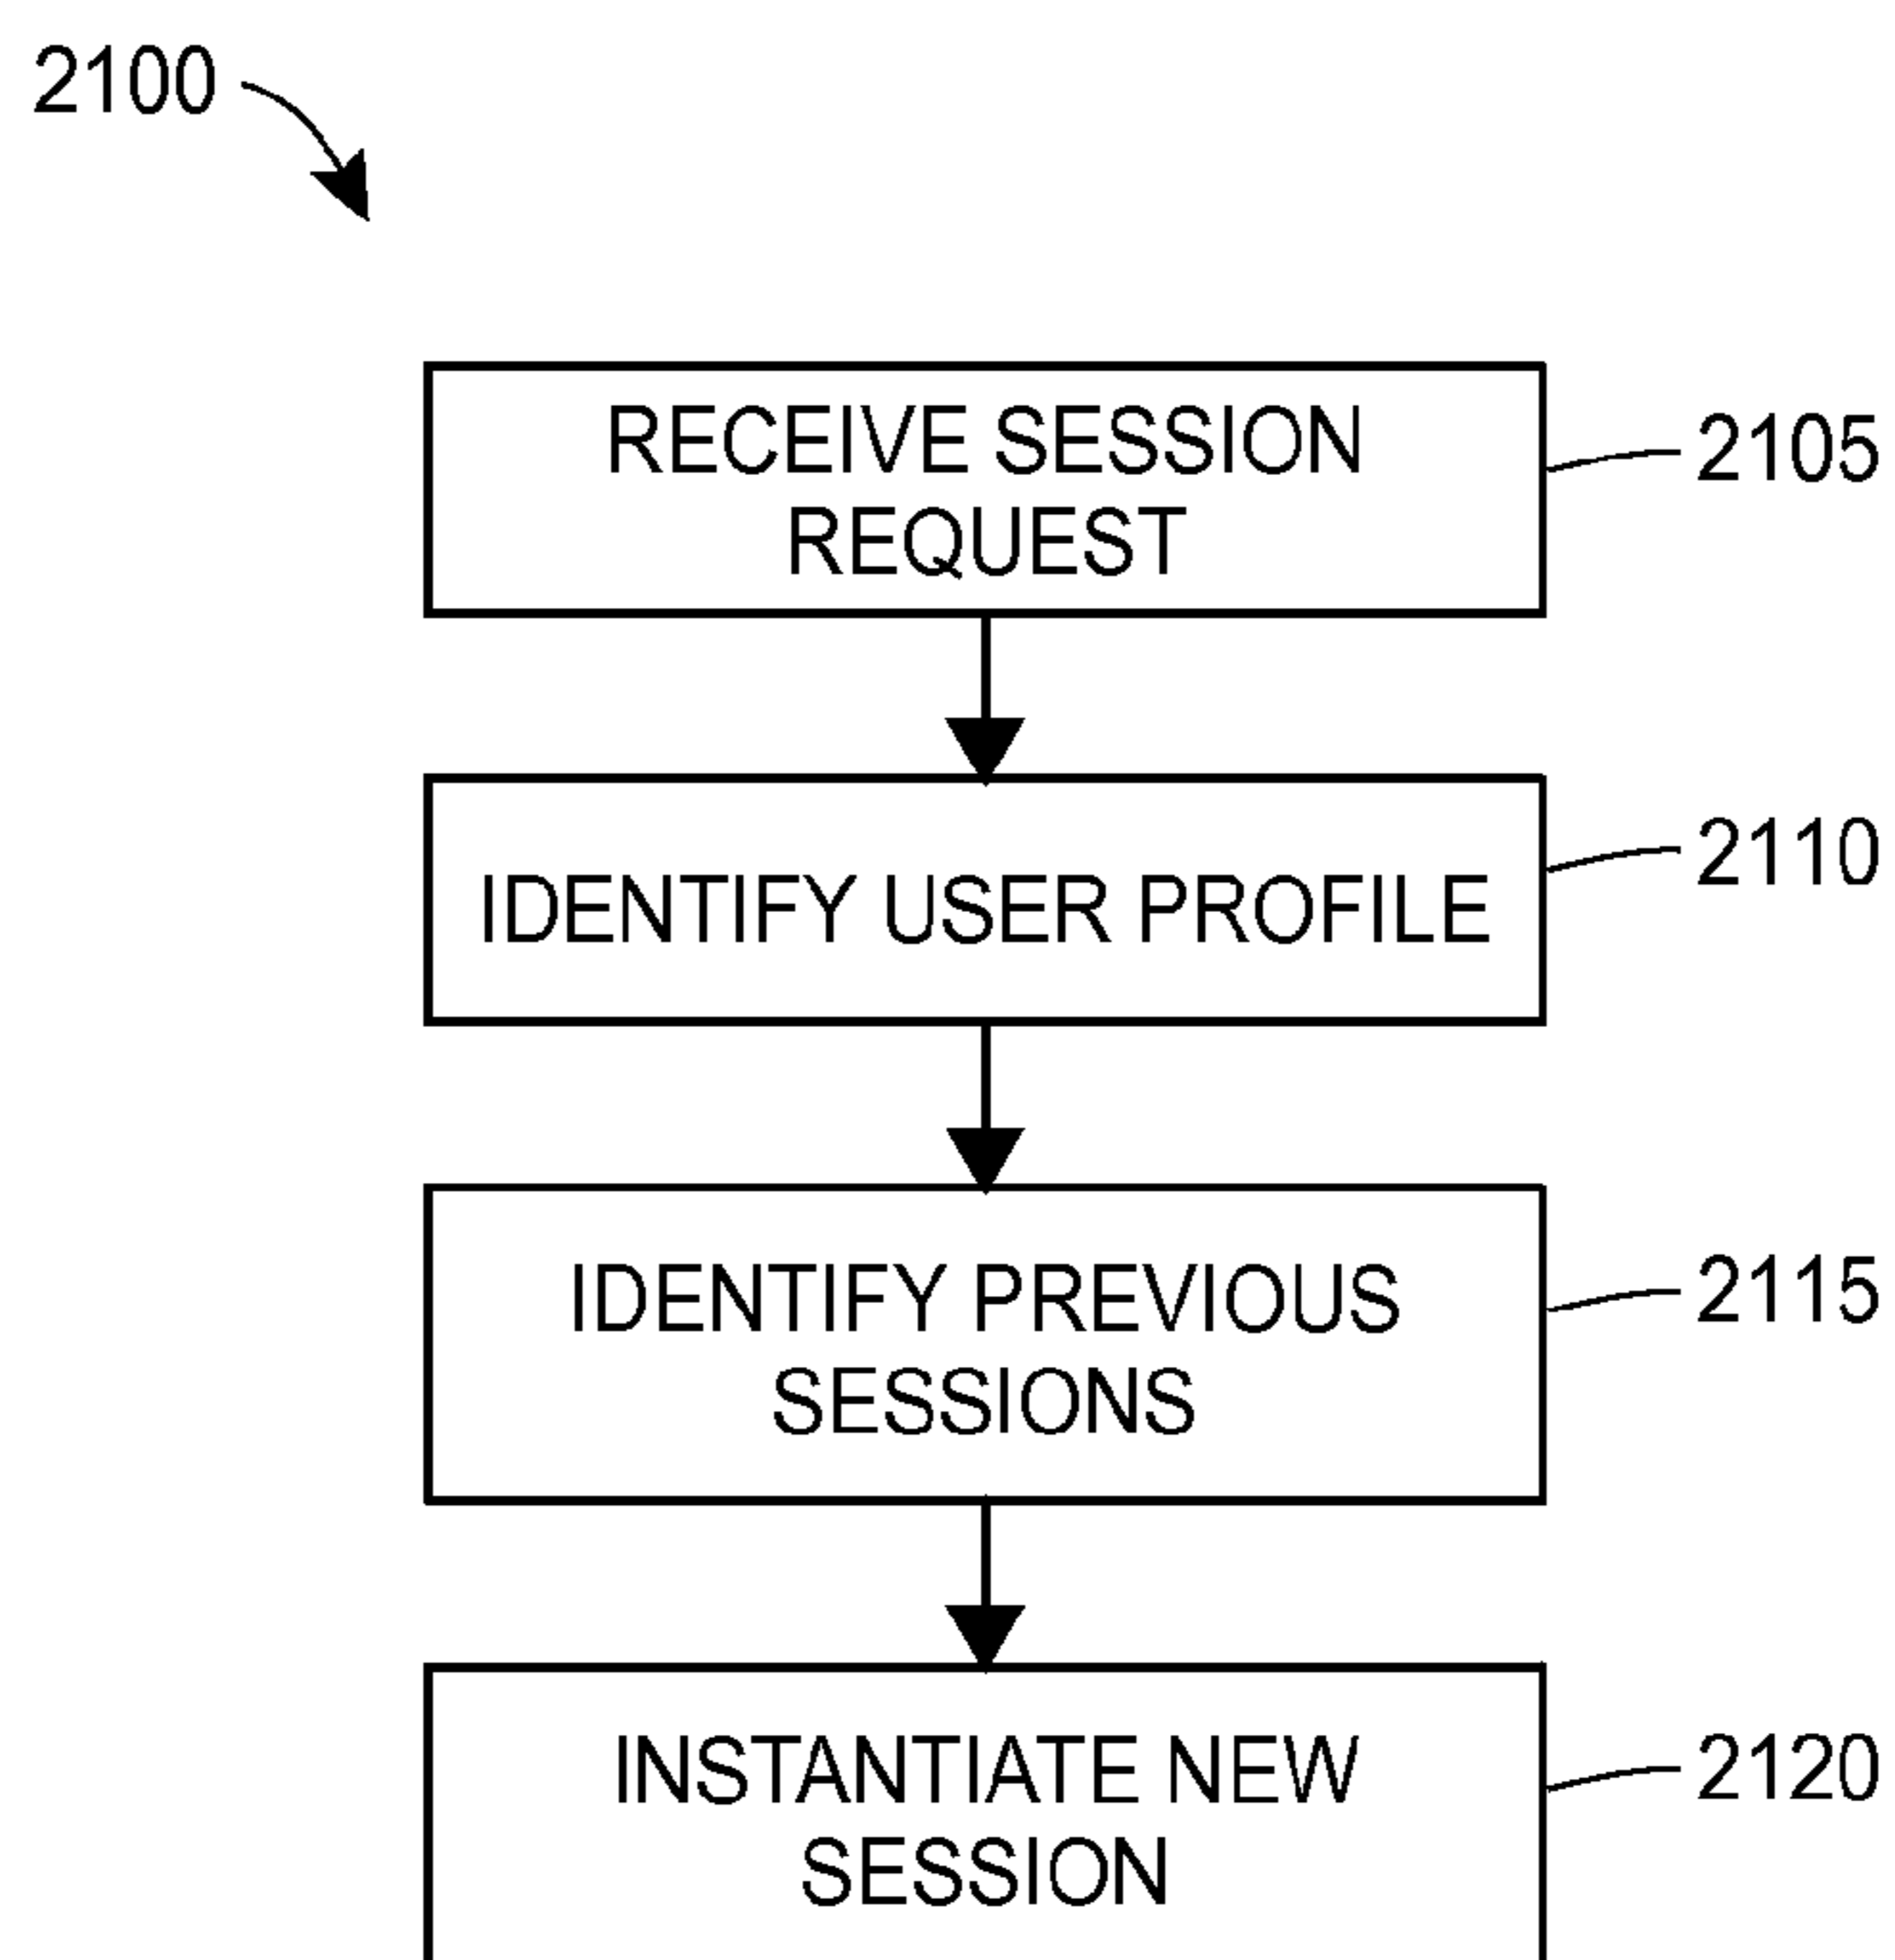 2100
RECEIVE SESSION
REQUEST
2105
IDENTIFY USER PROFILE
2110
IDENTIFY PREVIOUS
SESSIONS
2115
INSTANTIATE NEW
SESSION
2120